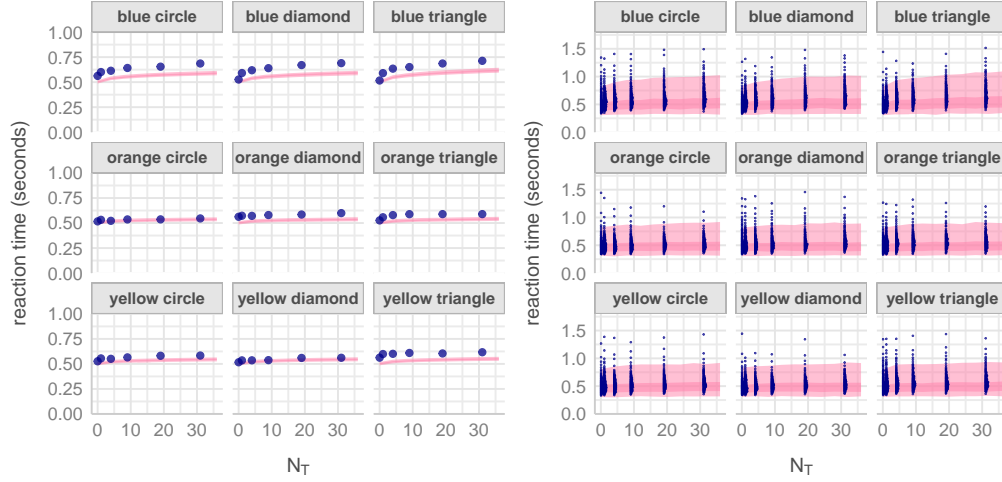 blue circle blue diamond blue triangle
1.00
0.75
0.50
0.25
0.00
orange circle orange diamond orange triangle
1.00
0.75
0.50
0.25
0.00
yellow circle yellow diamond yellow triangle
1.00
0.75
0.50
0.25
0.00
0 10 20 30 0 10 20 30 0 10 20 30
N_T
reaction time (seconds)
blue circle blue diamond blue triangle
1.5
1.0
0.5
0.0
orange circle orange diamond orange triangle
1.5
1.0
0.5
0.0
yellow circle yellow diamond yellow triangle
1.5
1.0
0.5
0.0
0 10 20 30 0 10 20 30 0 10 20 30
N_T
reaction time (seconds)